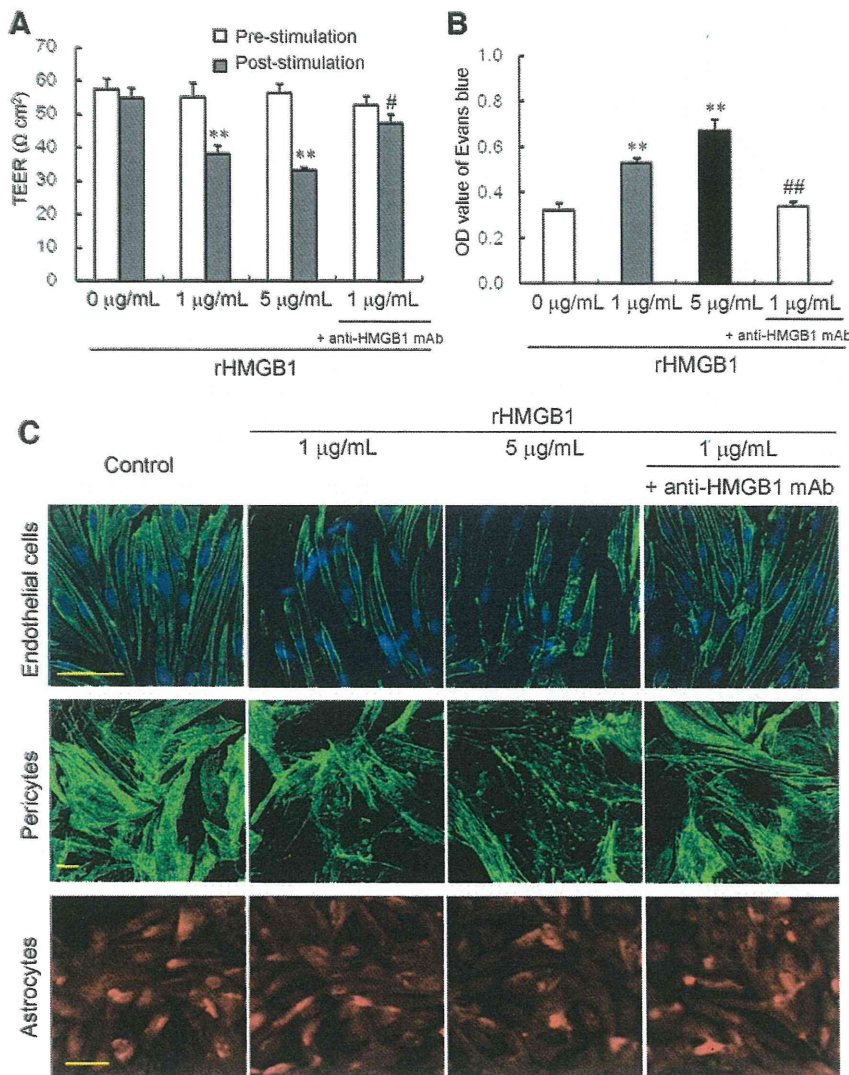 A
Pre-stimulation
Post-stimulation
TEER (Ω cm²)
70
60
50
40
30
20
10
0
**
**
#
0 μg/mL
1 μg/mL
5 μg/mL
1 μg/mL
+ anti-HMGB1 mAb
rHMGB1
B
OD value of Evans blue
1.0
0.8
0.6
0.4
0.2
0.0
**
**
##
0 μg/mL
1 μg/mL
5 μg/mL
1 μg/mL
+ anti-HMGB1 mAb
rHMGB1
C
rHMGB1
Control
1 μg/mL
5 μg/mL
1 μg/mL
+ anti-HMGB1 mAb
Endothelial cells
Pericytes
Astrocytes